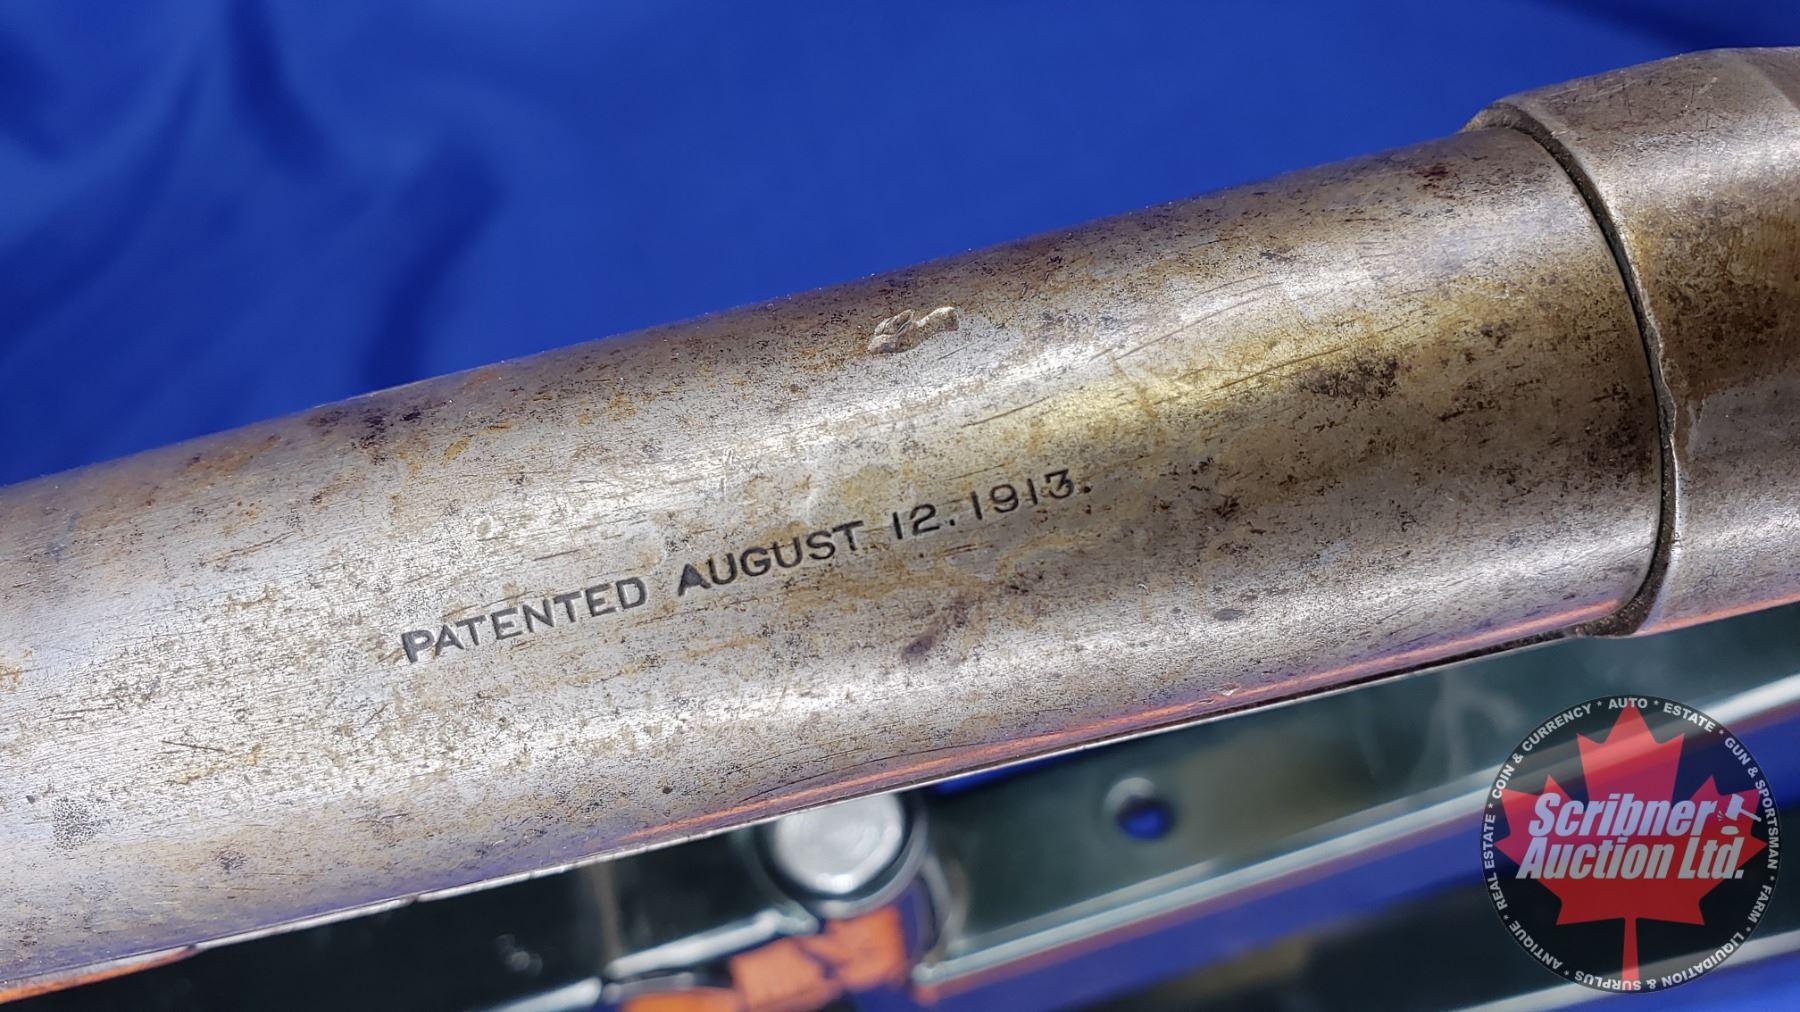 PATENTED AUGUST 12.1913.
Scribner
Auction Ltd.
REAL ESTATE * COIN & CURRENCY * AUTO * ESTATE * GUN & SPORTSMAN * FARM * LIQUIDATION & SURPLUS * ANTIQUE *